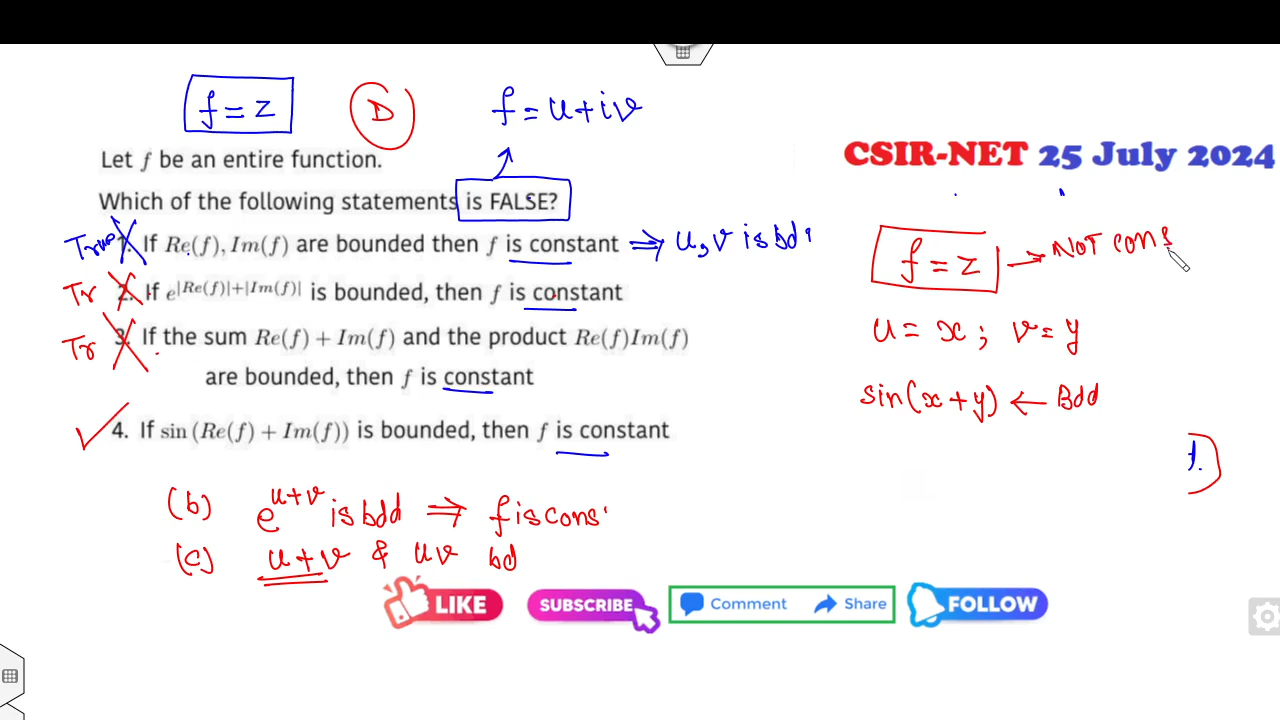 f = z
D
f = u + iv
Let f be an entire function.
Which of the following statements is FALSE?
CSIR-NET 25 July 2024
True 1. If Re(f), Im(f) are bounded then f is constant ⇒ u, v is bd
Tr 2. If e^{|Re(f)|+|Im(f)|} is bounded, then f is constant
Tr 3. If the sum Re(f) + Im(f) and the product Re(f)Im(f)
are bounded, then f is constant
✓ 4. If sin (Re(f) + Im(f)) is bounded, then f is constant
f = z → NOT cons
u = x ; v = y
sin(x + y) ← Bdd
(b) e^{u+v} is bdd ⇒ f is cons
(c) u + v & uv bd
LIKE
SUBSCRIBE
Comment
Share
FOLLOW